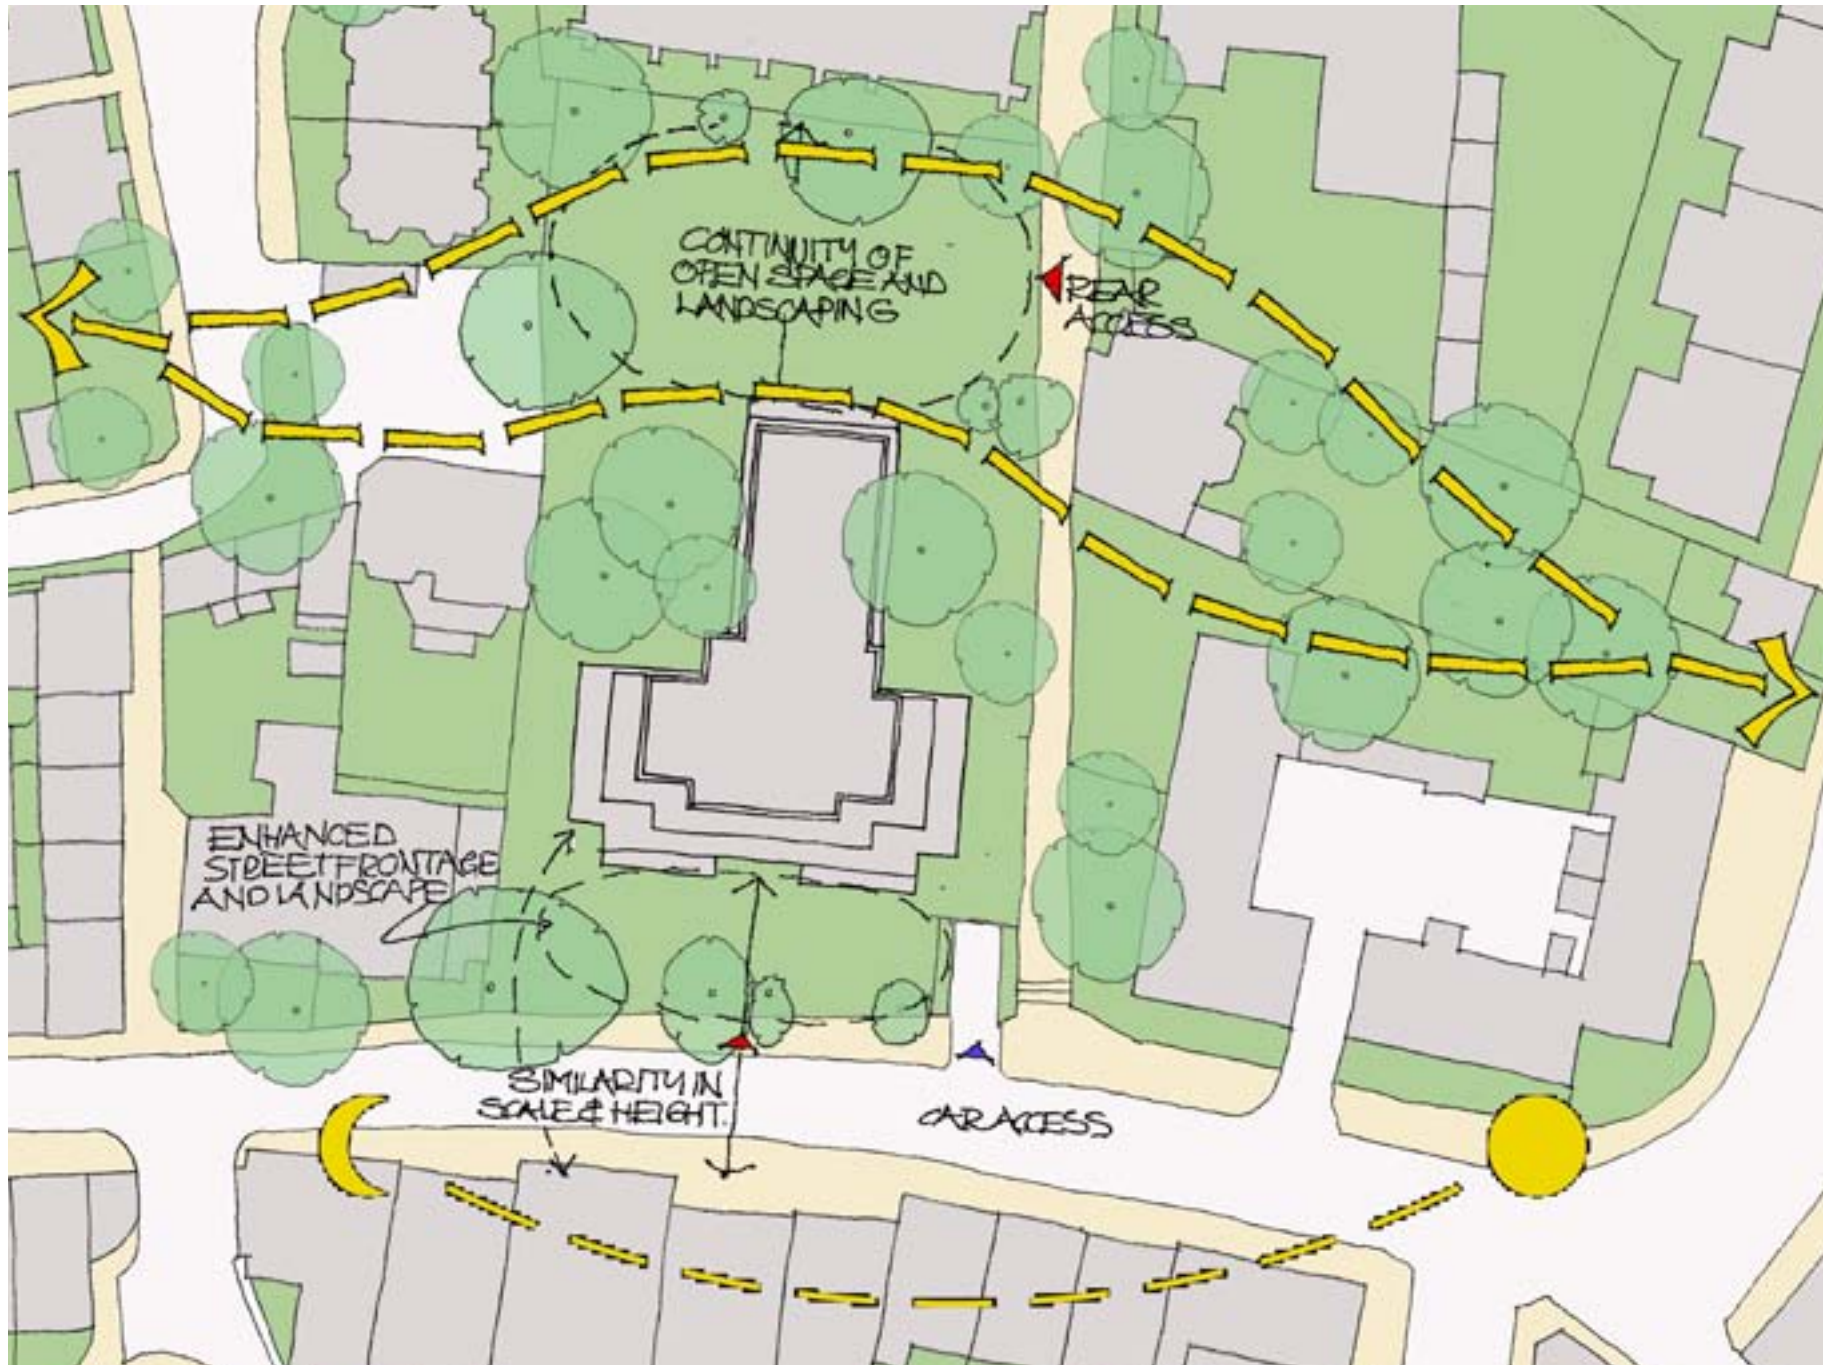 CONTINUITY OF
OPEN SPACE AND
LANDSCAPING
REAR
ACCESS
ENHANCED
STREET FRONTAGE
AND LANDSCAPE
SIMILARITY IN
SCALE & HEIGHT.
CAR ACCESS